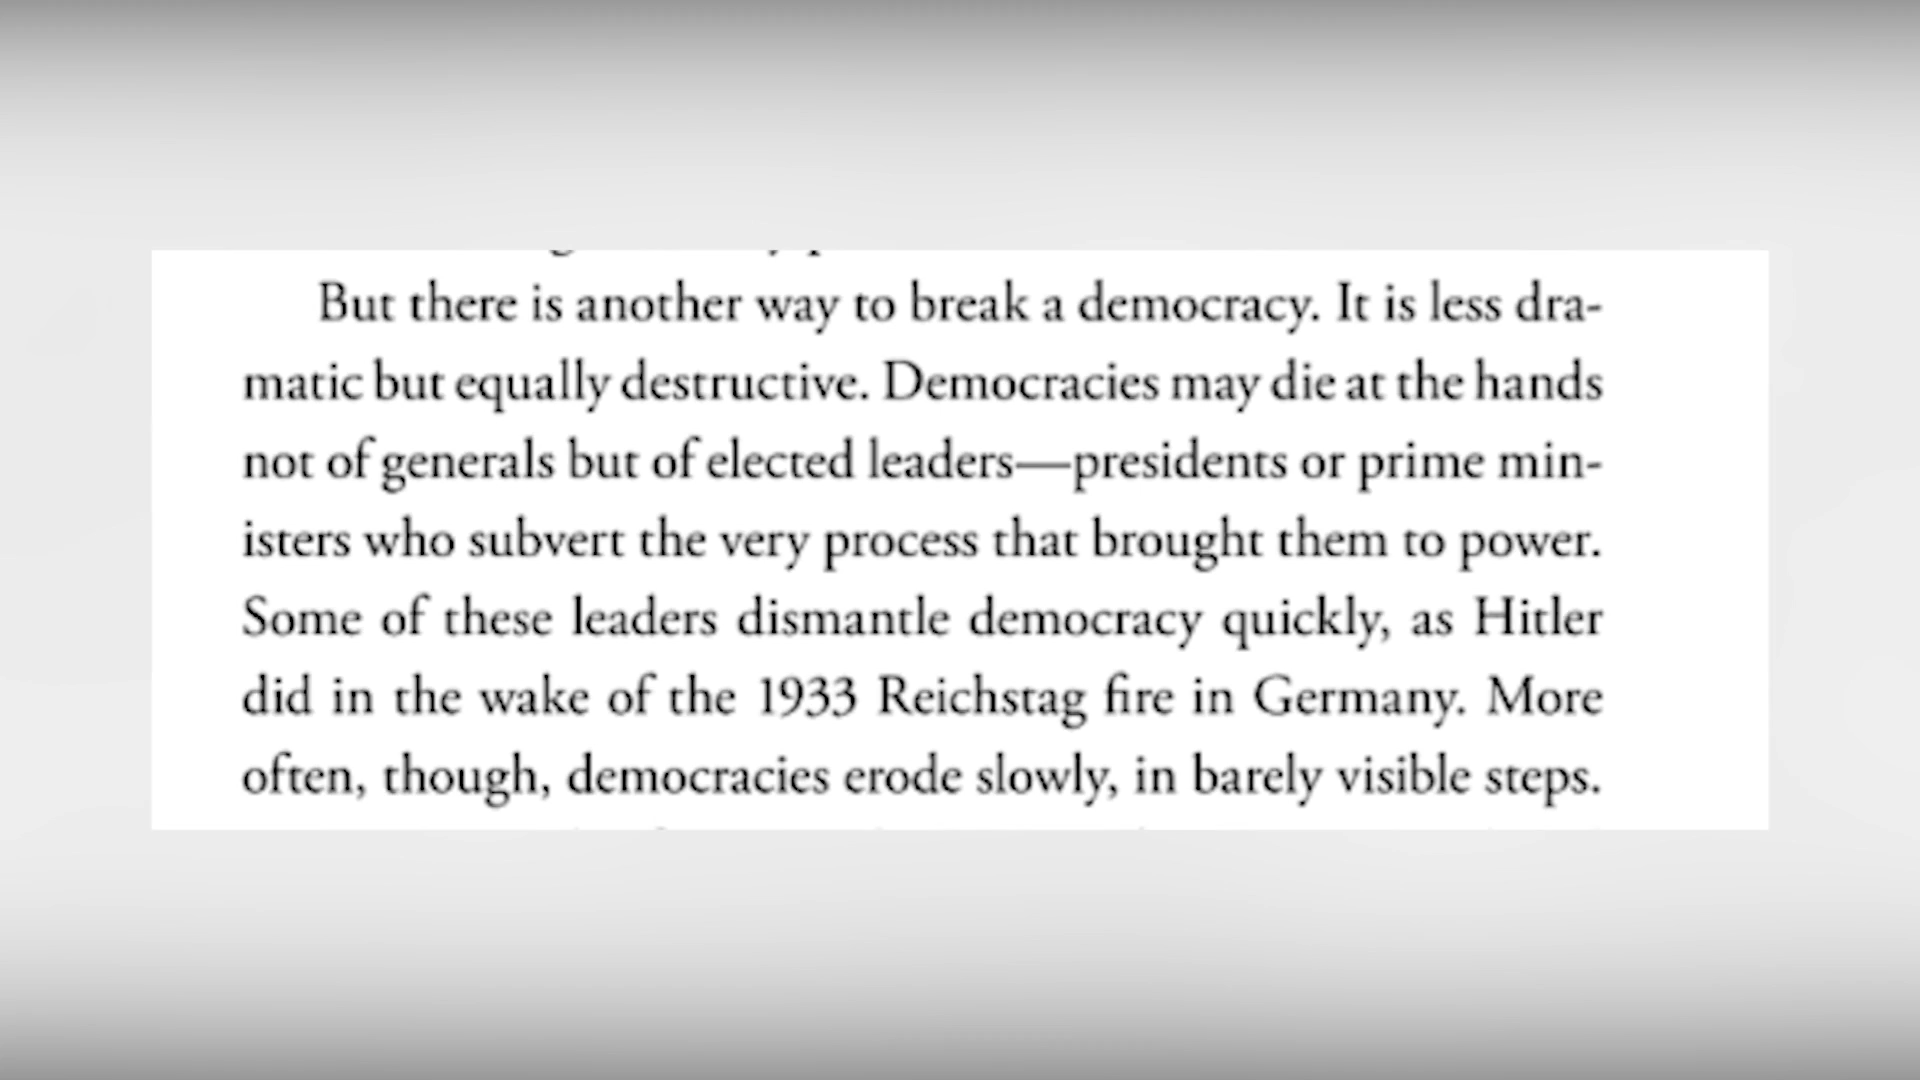 But there is another way to break a democracy. It is less dra-
matic but equally destructive. Democracies may die at the hands
not of generals but of elected leaders—presidents or prime min-
isters who subvert the very process that brought them to power.
Some of these leaders dismantle democracy quickly, as Hitler
did in the wake of the 1933 Reichstag fire in Germany. More
often, though, democracies erode slowly, in barely visible steps.